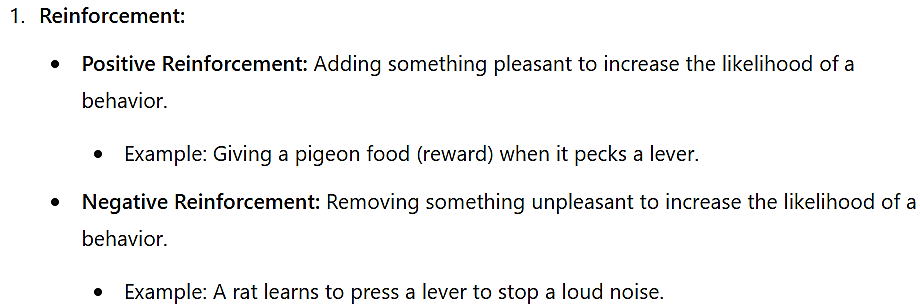 1. Reinforcement:
• Positive Reinforcement: Adding something pleasant to increase the likelihood of a
behavior.
• Example: Giving a pigeon food (reward) when it pecks a lever.
• Negative Reinforcement: Removing something unpleasant to increase the likelihood of a
behavior.
• Example: A rat learns to press a lever to stop a loud noise.